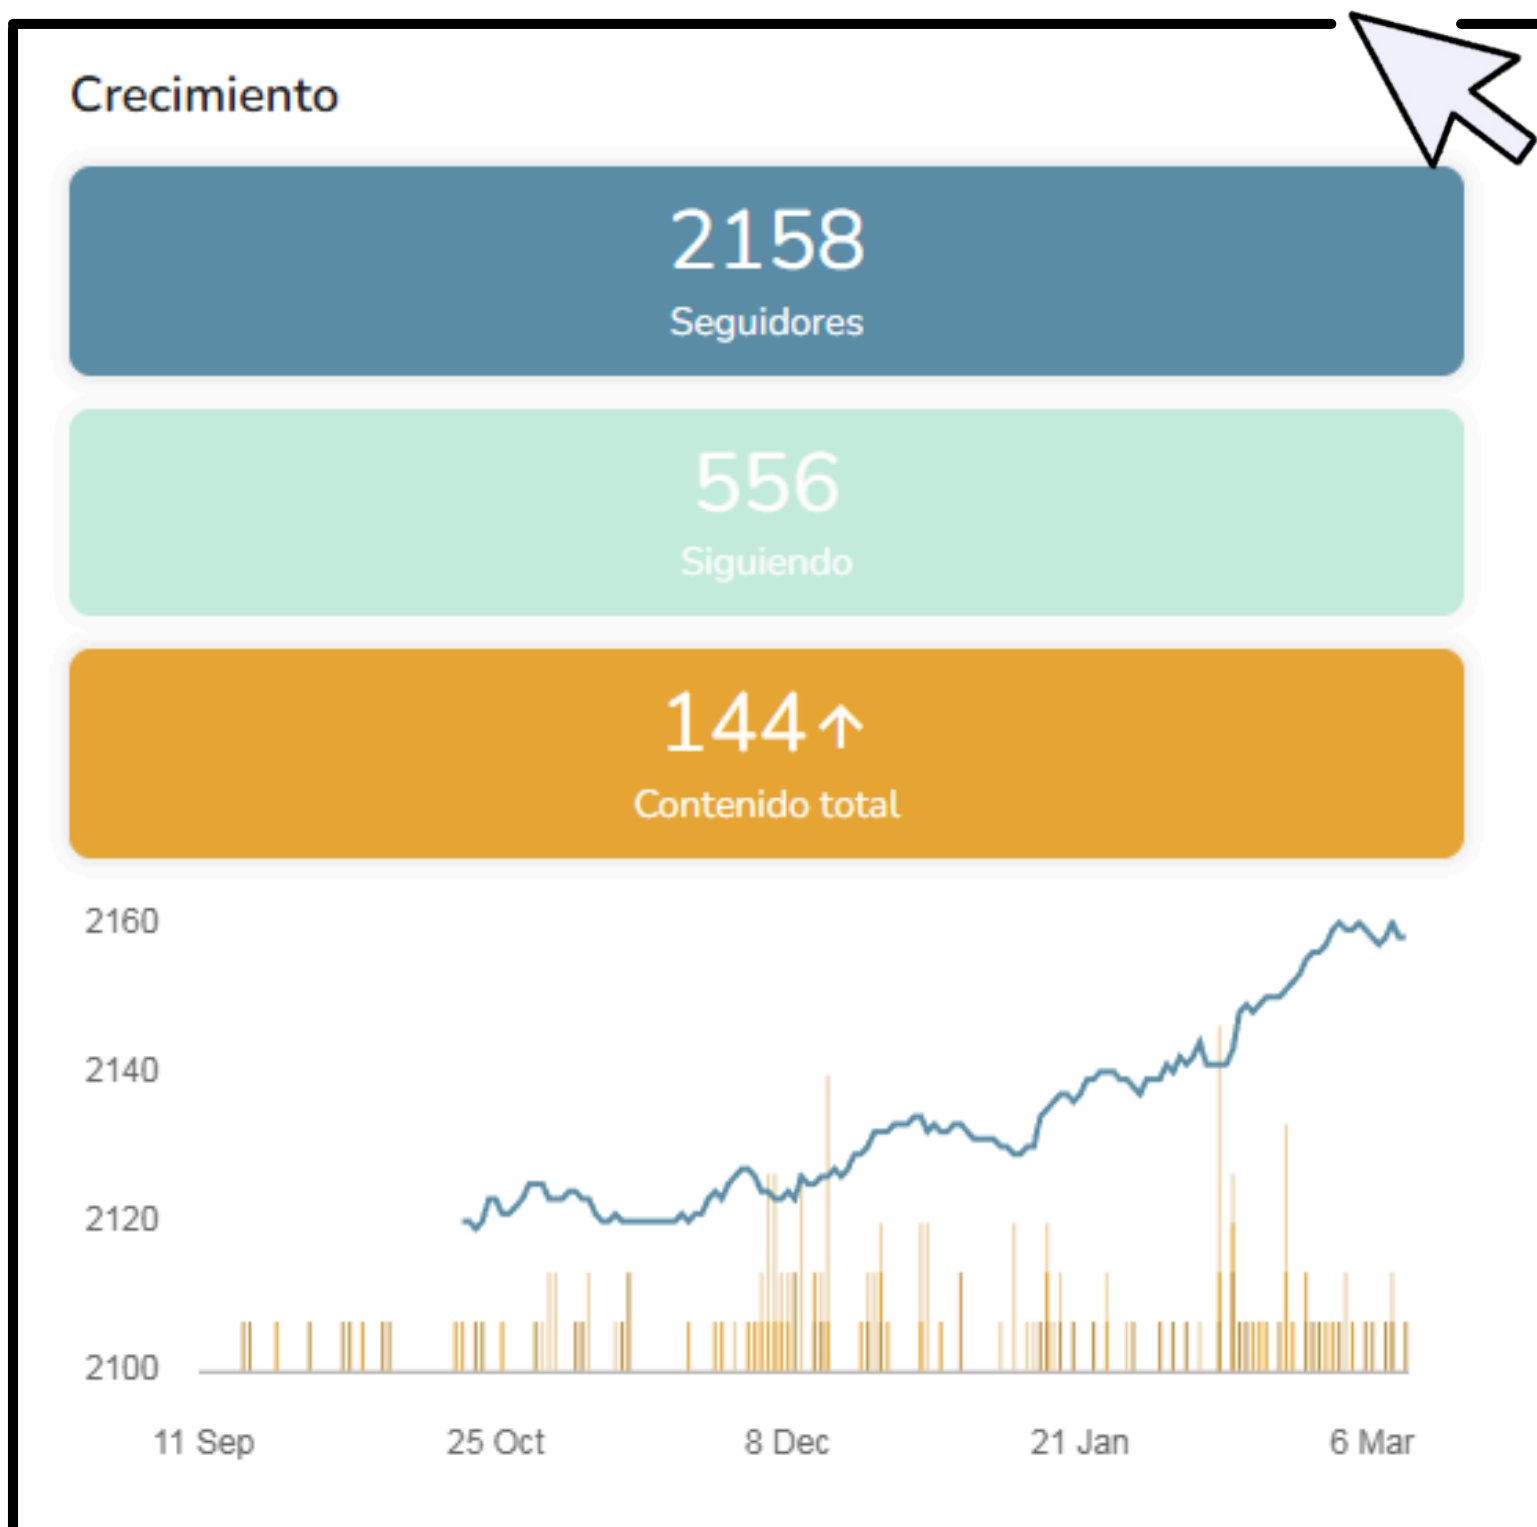 Crecimiento
2158
Seguidores
556
Siguiendo
144↑
Contenido total
2160
2140
2120
2100
11 Sep 25 Oct 8 Dec 21 Jan 6 Mar